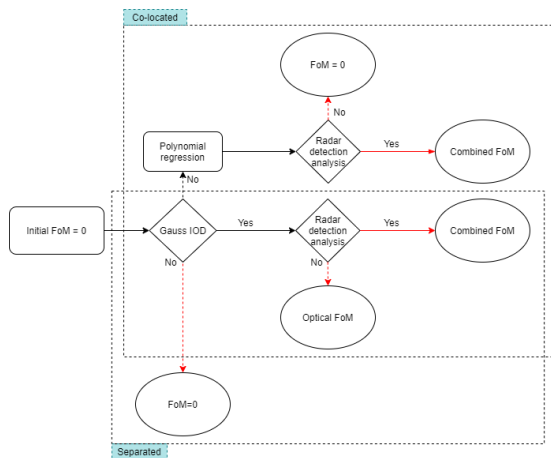 Co-located
FoM = 0
No
Polynomial
regression
Radar
detection
analysis
Yes
Combined FoM
No
Initial FoM = 0
Gauss IOD
Yes
Radar
detection
analysis
Yes
Combined FoM
No
No
Optical FoM
FoM=0
Separated